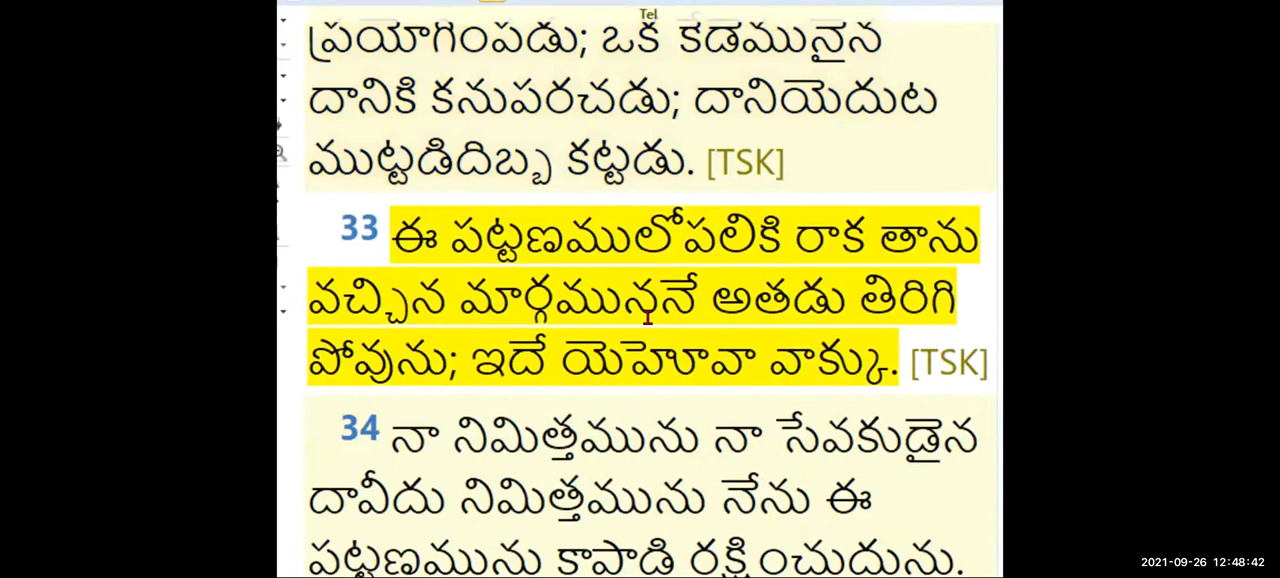 Tel
ప్రయోగింపడు; ఒక కేడెమునైన
దానికి కనుపరచడు; దానియెదుట
ముట్టడిదిబ్బ కట్టడు. [TSK]
33 ఈ పట్టణములోపలికి రాక తాను
వచ్చిన మార్గముననే అతడు తిరిగి
పోవును; ఇదే యెహోవా వాక్కు. [TSK]
34 నా నిమిత్తమును నా సేవకుడైన
దావీదు నిమిత్తమును నేను ఈ
పట్టణమును కాపాడి రక్షించుదును.
2021-09-26 12:48:42